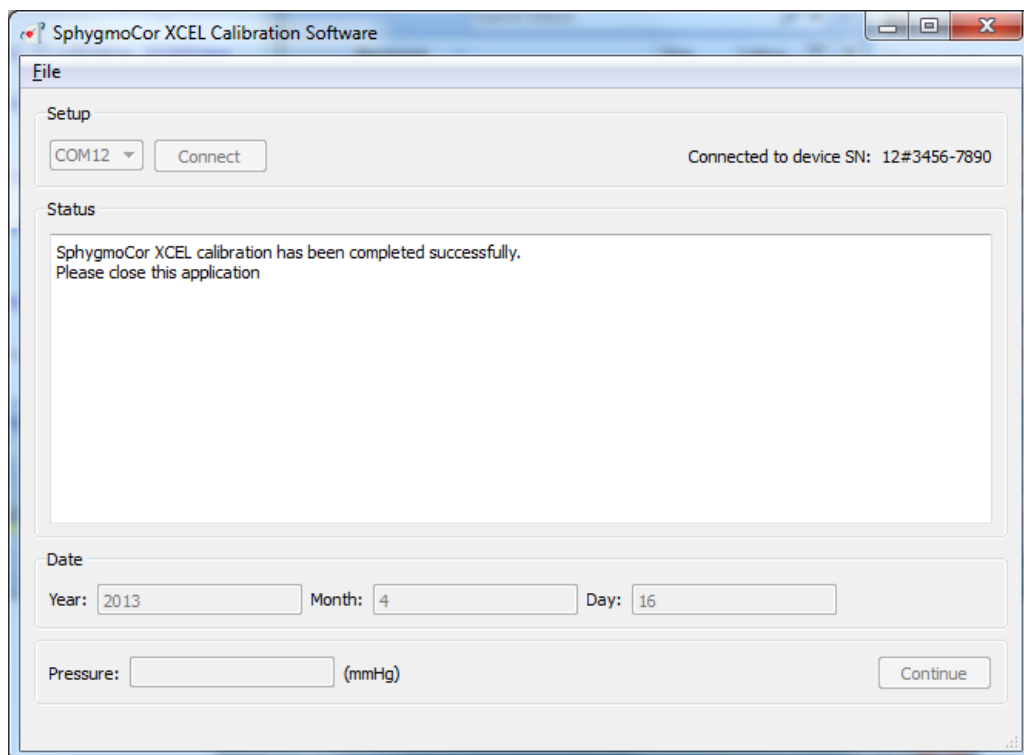 SphygmoCor XCEL Calibration Software
File
Setup
COM12 Connect Connected to device SN: 12#3456-7890
Status
SphygmoCor XCEL calibration has been completed successfully.
Please close this application
Date
Year: 2013 Month: 4 Day: 16
Pressure: (mmHg) Continue